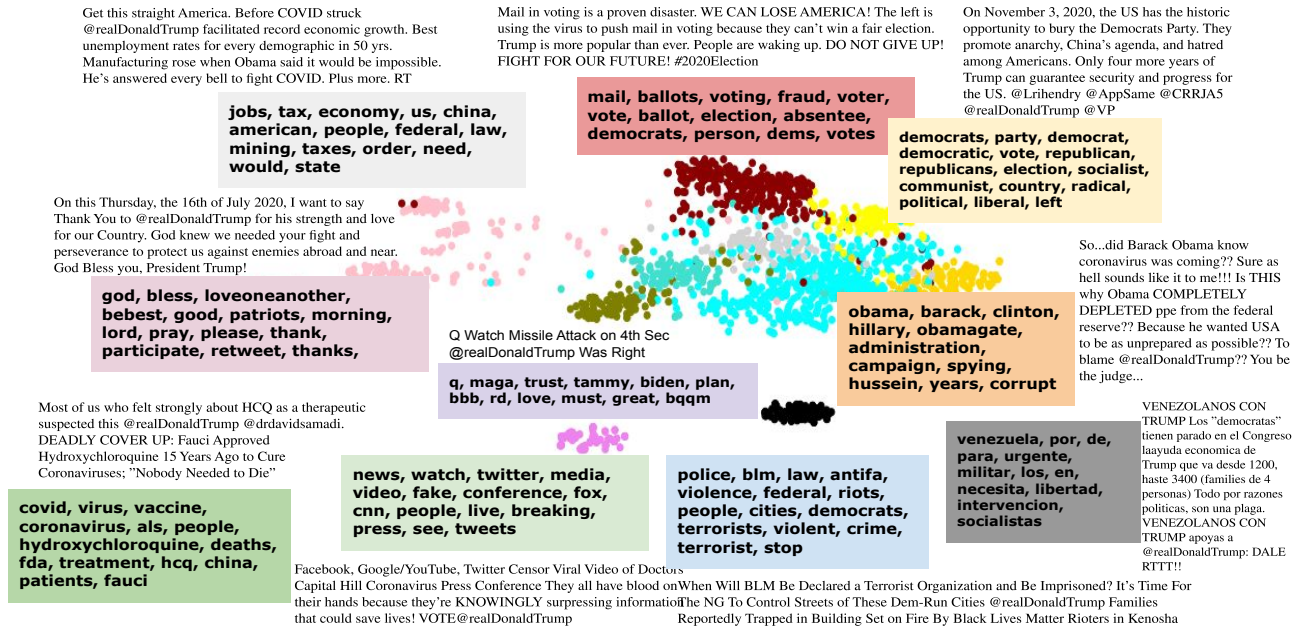 Get this straight America. Before COVID struck
@realDonaldTrump facilitated record economic growth. Best
unemployment rates for every demographic in 50 yrs.
Manufacturing rose when Obama said it would be impossible.
He's answered every bell to fight COVID. Plus more. RT
jobs, tax, economy, us, china,
american, people, federal, law,
mining, taxes, order, need,
would, state
Mail in voting is a proven disaster. WE CAN LOSE AMERICA! The left is
using the virus to push mail in voting because they can't win a fair election.
Trump is more popular than ever. People are waking up. DO NOT GIVE UP!
FIGHT FOR OUR FUTURE! #2020Election
mail, ballots, voting, fraud, voter,
vote, ballot, election, absentee,
democrats, person, dems, votes
On November 3, 2020, the US has the historic
opportunity to bury the Democrats Party. They
promote anarchy, China's agenda, and hatred
among Americans. Only four more years of
Trump can guarantee security and progress for
the US. @Lrihendry @AppSame @CRRJA5
@realDonaldTrump @VP
democrats, party, democrat,
democratic, vote, republican,
republicans, election, socialist,
communist, country, radical,
political, liberal, left
On this Thursday, the 16th of July 2020, I want to say
Thank You to @realDonaldTrump for his strength and love
for our Country. God knew we needed your fight and
perseverance to protect us against enemies abroad and near.
God Bless you, President Trump!
god, bless, loveoneanother,
bebest, good, patriots, morning,
lord, pray, please, thank,
participate, retweet, thanks,
Q Watch Missile Attack on 4th Sec
@realDonaldTrump Was Right
q, maga, trust, tammy, biden, plan,
bbb, rd, love, must, great, bqqm
So...did Barack Obama know
coronavirus was coming?? Sure as
hell sounds like it to me!!! Is THIS
why Obama COMPLETELY
DEPLETED ppe from the federal
reserve?? Because he wanted USA
to be as unprepared as possible?? To
blame @realDonaldTrump?? You be
the judge...
obama, barack, clinton,
hillary, obamagate,
administration,
campaign, spying,
hussein, years, corrupt
Most of us who felt strongly about HCQ as a therapeutic
suspected this @realDonaldTrump @drdavidsamadi.
DEADLY COVER UP: Fauci Approved
Hydroxychloroquine 15 Years Ago to Cure
Coronaviruses; "Nobody Needed to Die"
covid, virus, vaccine,
coronavirus, als, people,
hydroxychloroquine, deaths,
fda, treatment, hcq, china,
patients, fauci
news, watch, twitter, media,
video, fake, conference, fox,
cnn, people, live, breaking,
press, see, tweets
Facebook, Google/YouTube, Twitter Censor Viral Video of Doctors
Capital Hill Coronavirus Press Conference They all have blood on
their hands because they're KNOWINGLY surpressing information
that could save lives! VOTE@realDonaldTrump
police, blm, law, antifa,
violence, federal, riots,
people, cities, democrats,
terrorists, violent, crime,
terrorist, stop
When Will BLM Be Declared a Terrorist Organization and Be Imprisoned? It's Time For
The NG To Control Streets of These Dem-Run Cities @realDonaldTrump Families
Reportedly Trapped in Building Set on Fire By Black Lives Matter Rioters in Kenosha
venezuela, por, de,
para, urgente,
militar, los, en,
necesita, libertad,
intervencion,
socialistas
VENEZOLANOS CON
TRUMP Los "democratas"
tienen parado en el Congreso
laayuda economica de
Trump que va desde 1200,
haste 3400 (families de 4
personas) Todo por razones
politicas, son una plaga.
VENEZOLANOS CON
TRUMP apoyas a
@realDonaldTrump: DALE
RTTT!!